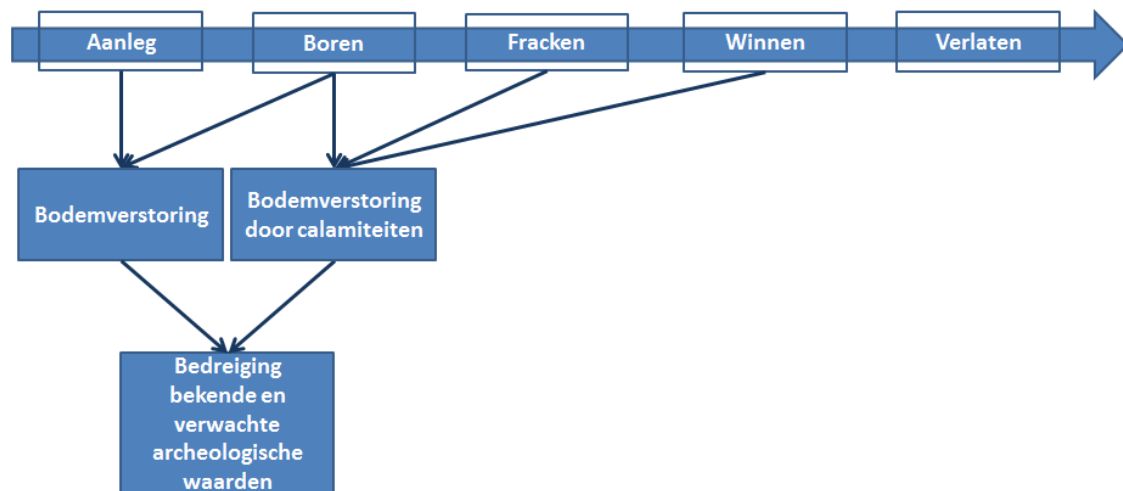 Aanleg
Boren
Fracken
Winnen
Verlaten
Bodemverstoring
Bodemverstoring
door calamiteiten
Bedreiging
bekende en
verwachte
archeologische
waarden